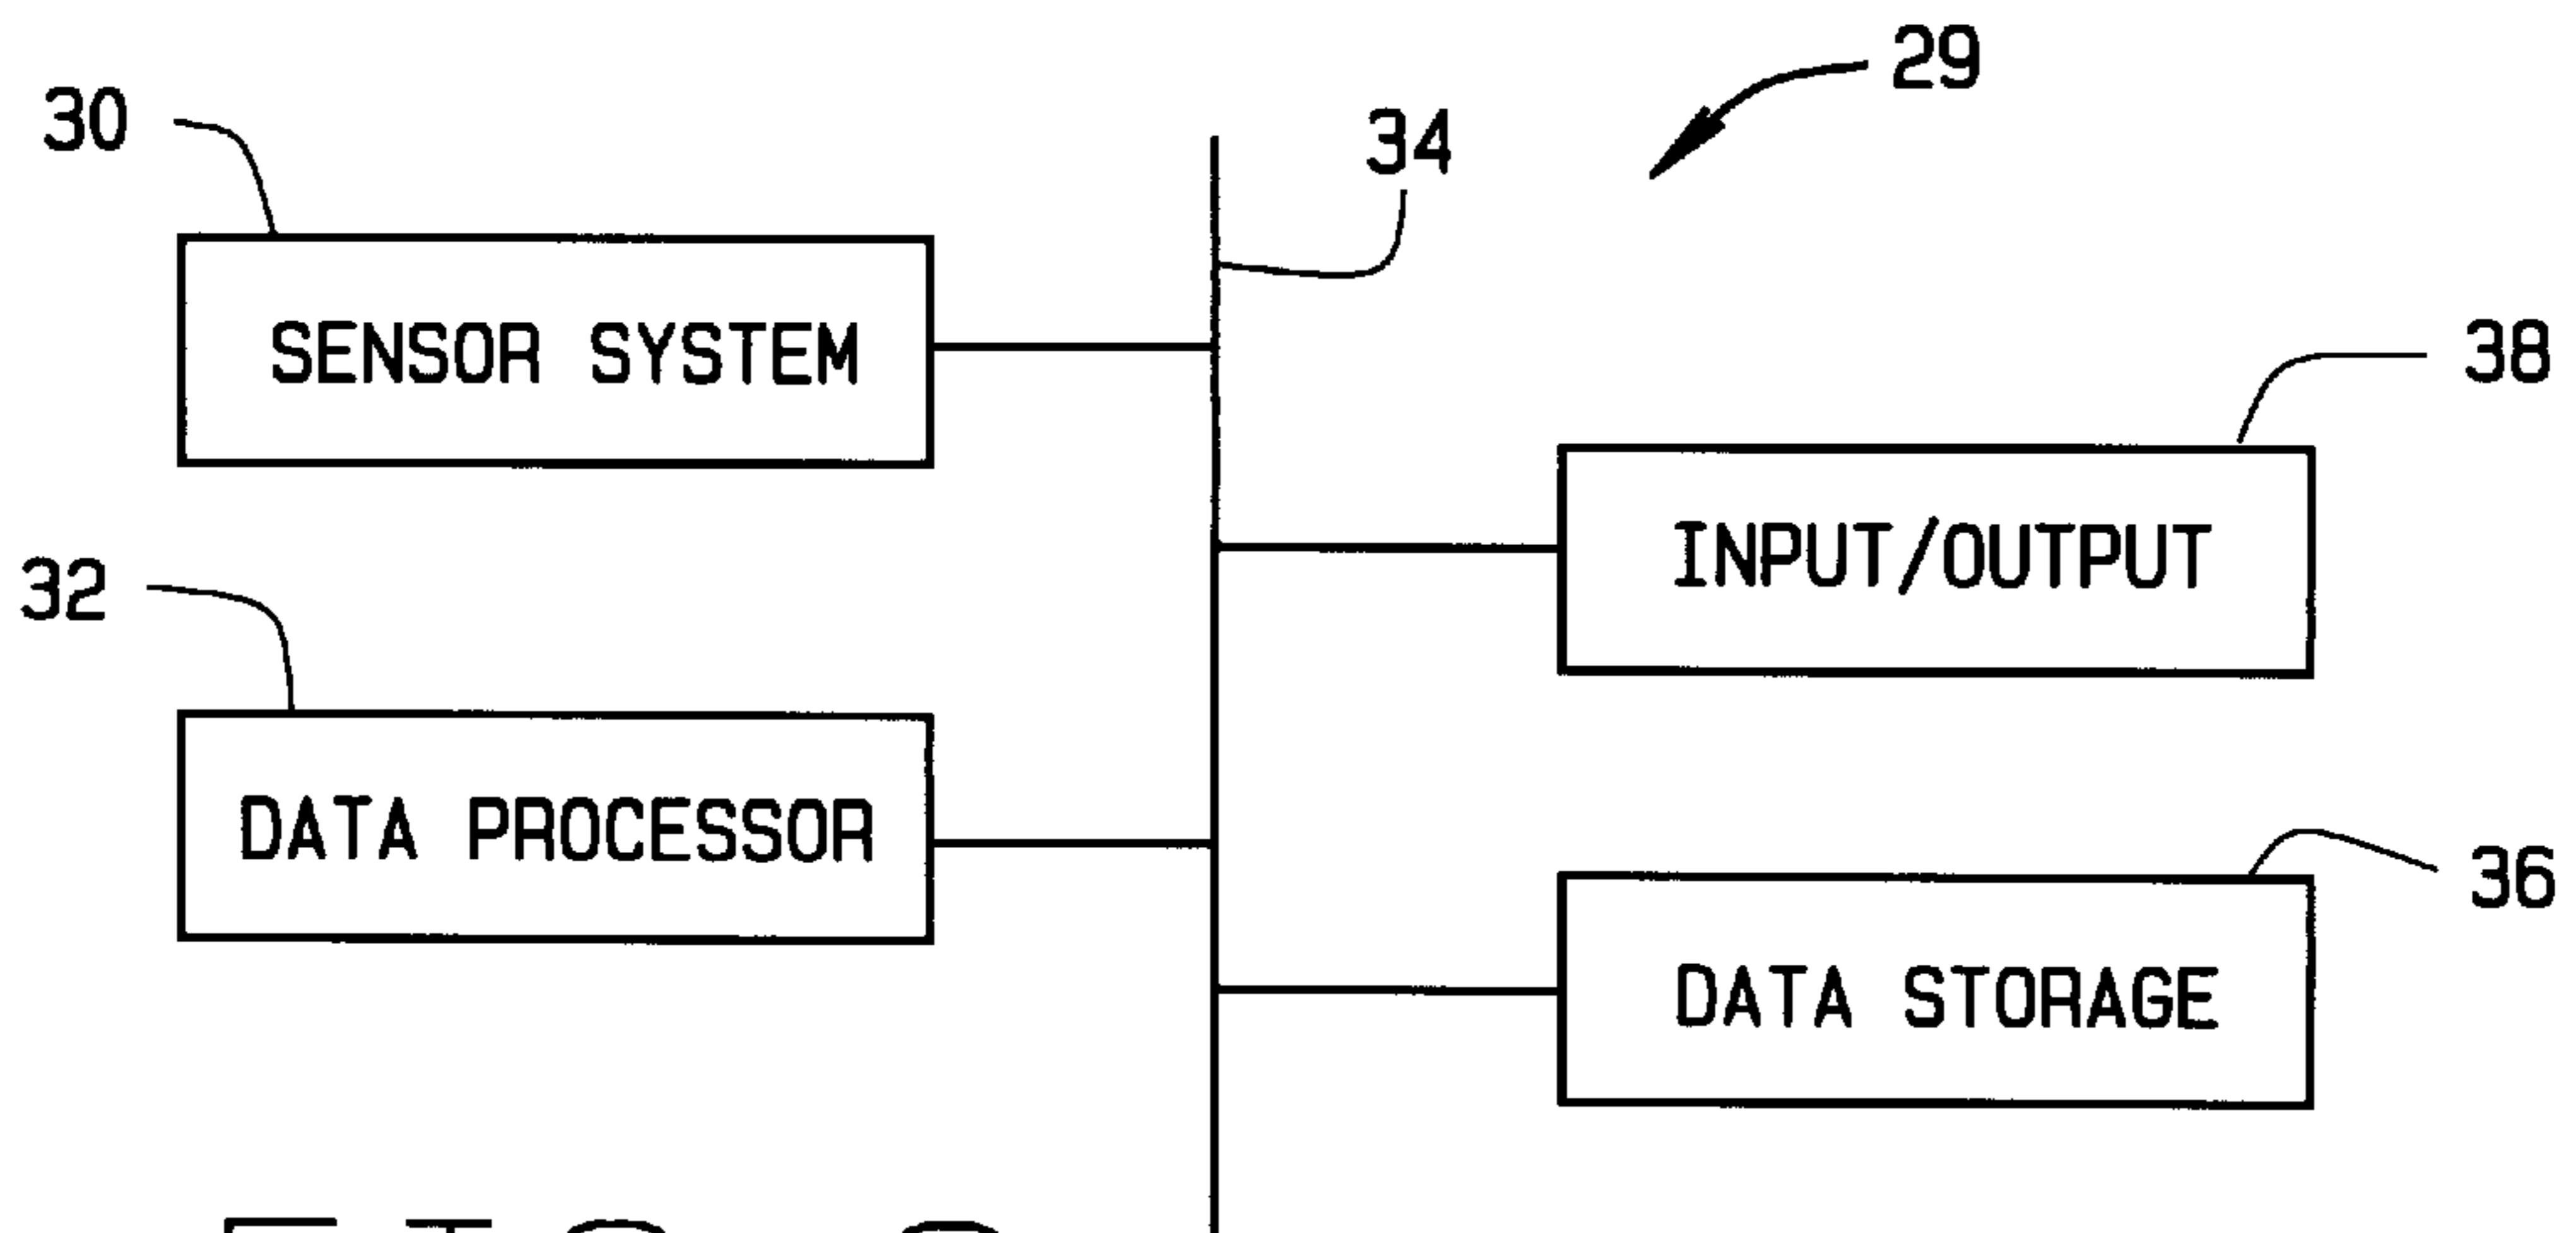 29
30
34
SENSOR SYSTEM
38
INPUT/OUTPUT
32
DATA PROCESSOR
36
DATA STORAGE